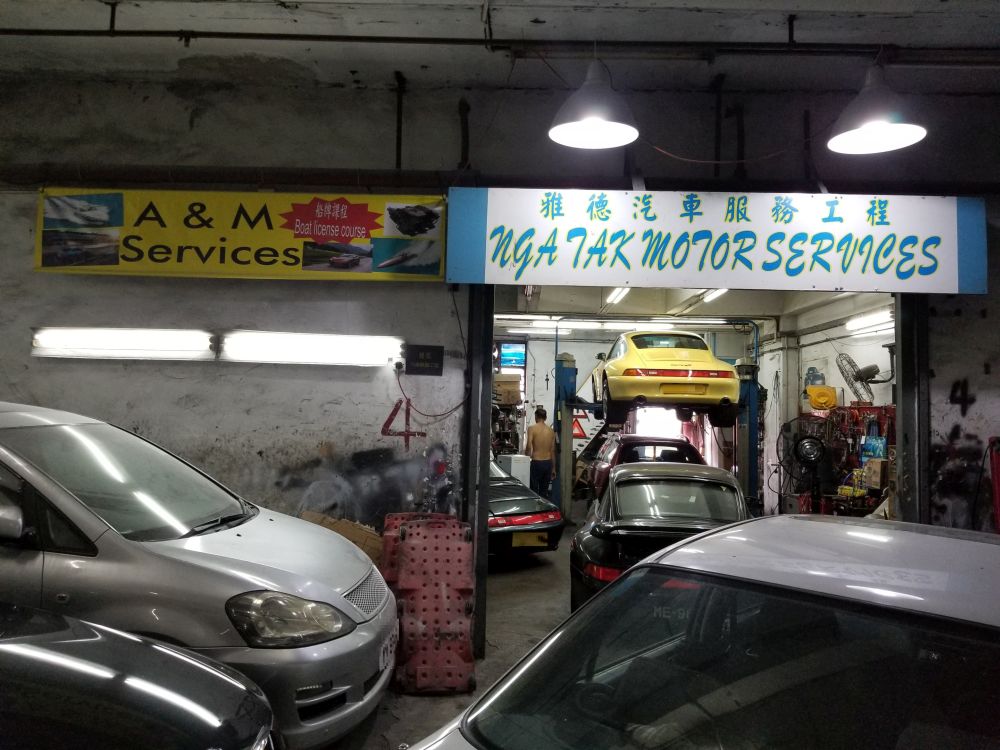 A & M
Services
船牌課程
Boat license course
雅德汽車服務工程
NGA TAK MOTOR SERVICES
4
4